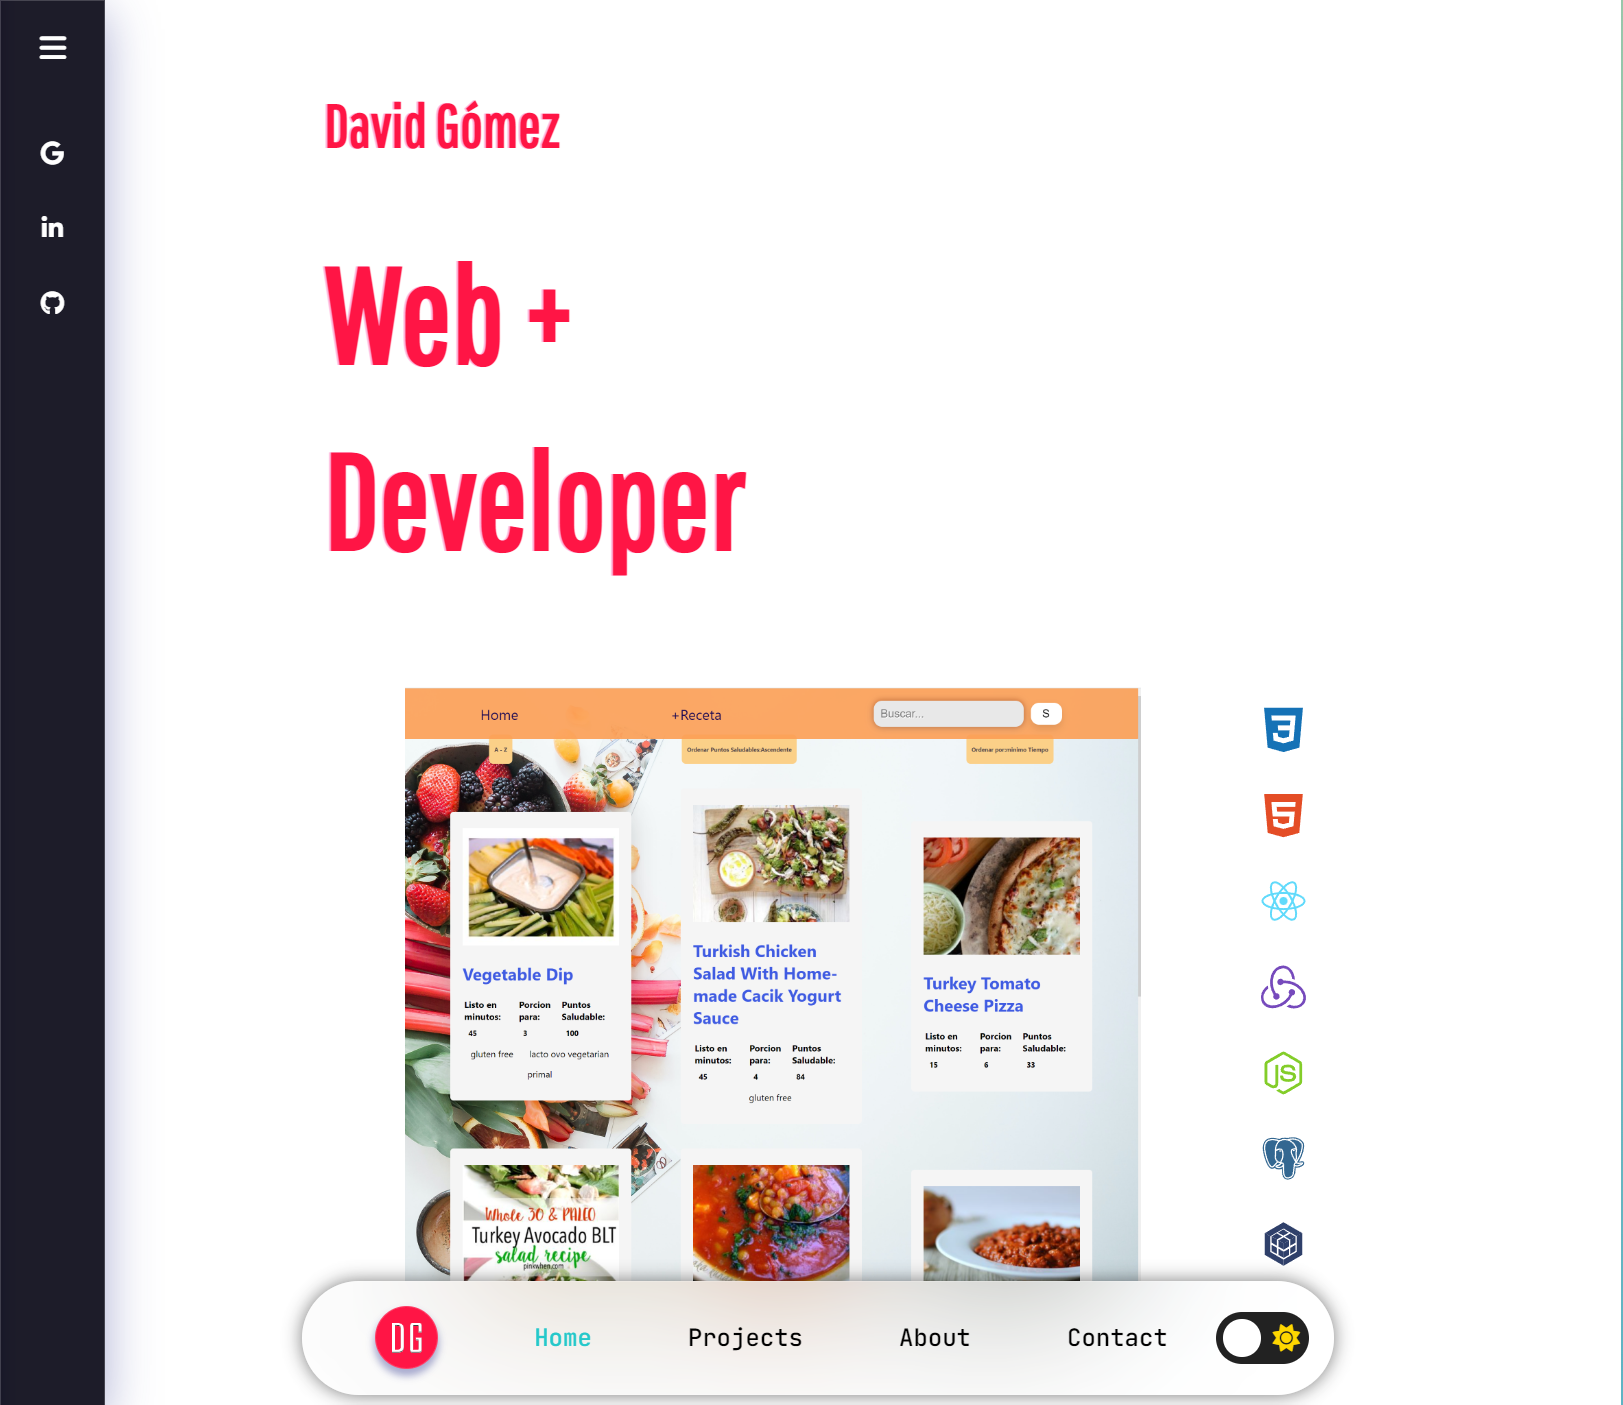 David Gómez
Web +
Developer
Home
+Receta
Buscar...
S
A - Z
Ordenar Puntos Saludables:Ascendente
Ordenar por:mínimo Tiempo
Vegetable Dip
Listo en minutos:
Porcion para:
Puntos Saludable:
45
3
100
gluten free
lacto ovo vegetarian
primal
Turkish Chicken
Salad With Home-
made Cacik Yogurt
Sauce
Listo en minutos:
Porcion para:
Puntos Saludable:
45
4
84
gluten free
Turkey Tomato
Cheese Pizza
Listo en minutos:
Porcion para:
Puntos Saludable:
15
6
33
Whole 30 & PALEO
Turkey Avocado BLT
salad recipe
pinkwhen.com
DG
Home
Projects
About
Contact